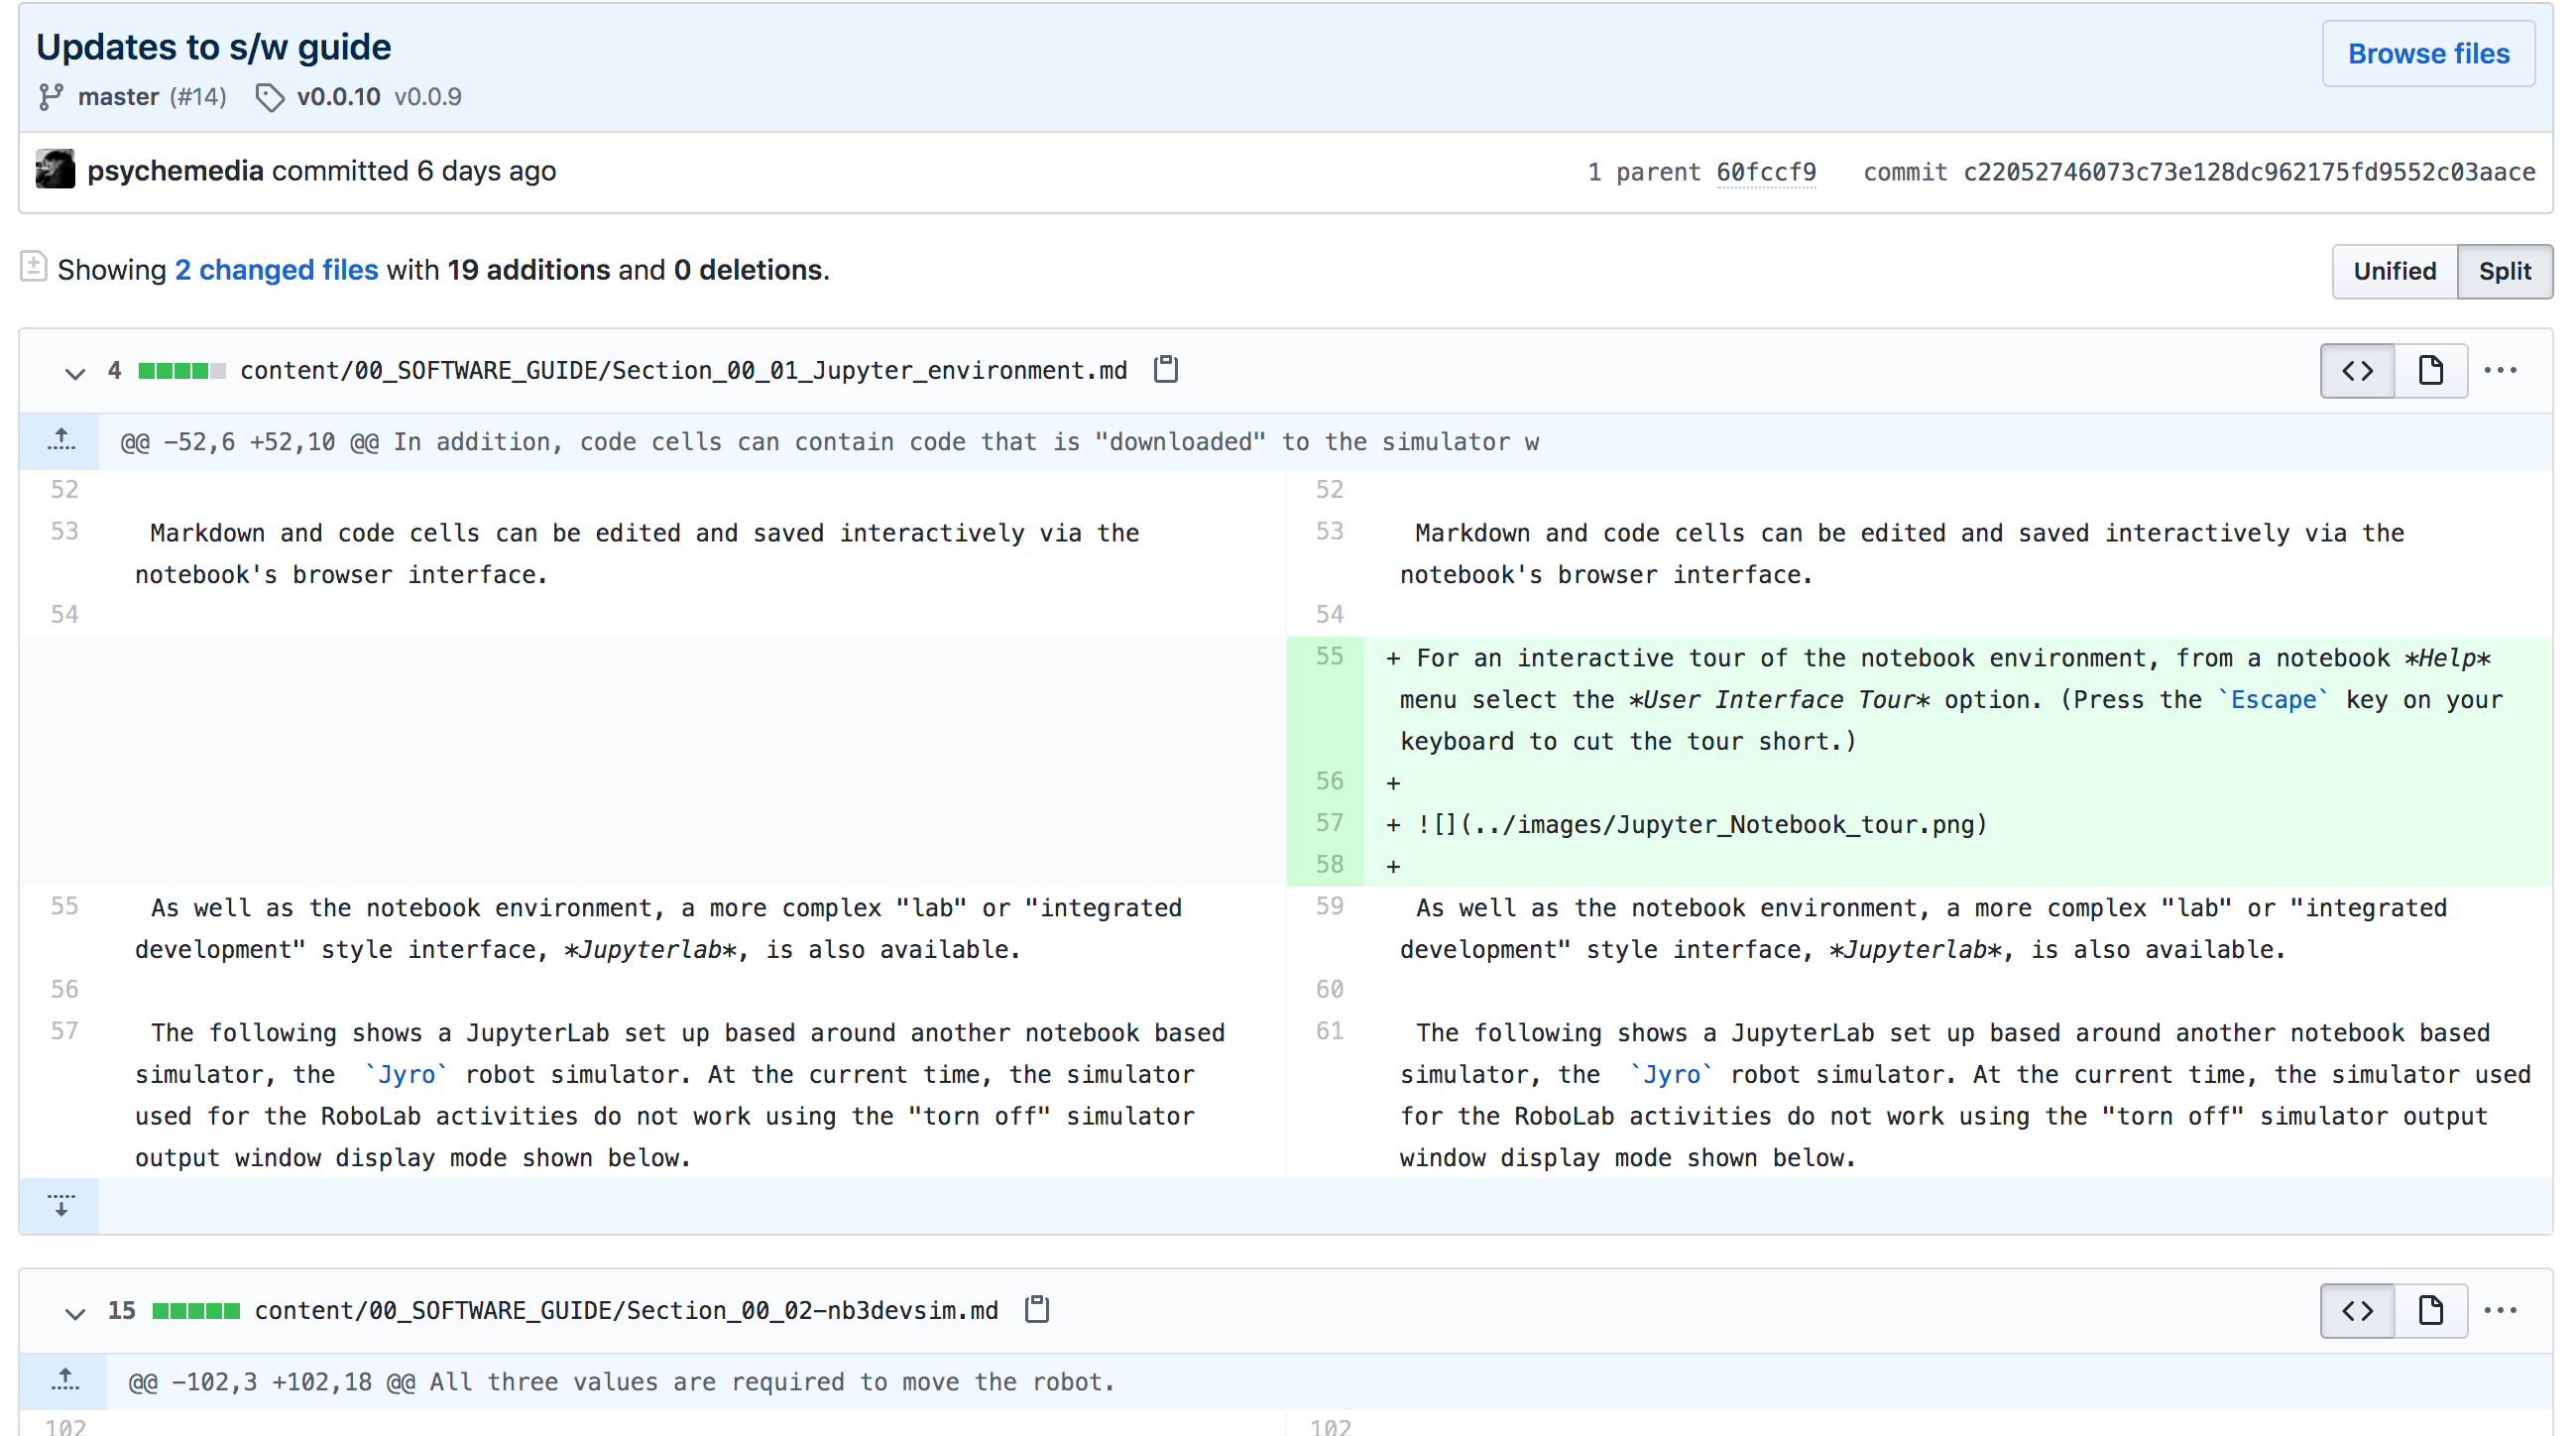 Updates to s/w guide
Browse files
master (#14) v0.0.10 v0.0.9
psychemedia committed 6 days ago
1 parent 60fccf9 commit c22052746073c73e128dc962175fd9552c03aace
Showing 2 changed files with 19 additions and 0 deletions.
Unified Split
4 content/00_SOFTWARE_GUIDE/Section_00_01_Jupyter_environment.md
@@ -52,6 +52,10 @@ In addition, code cells can contain code that is "downloaded" to the simulator w
52
53 Markdown and code cells can be edited and saved interactively via the
notebook's browser interface.
54
55 As well as the notebook environment, a more complex "lab" or "integrated
development" style interface, *Jupyterlab*, is also available.
56
57 The following shows a JupyterLab set up based around another notebook based
simulator, the `Jyro` robot simulator. At the current time, the simulator
used for the RoboLab activities do not work using the "torn off" simulator
output window display mode shown below.
52
53 Markdown and code cells can be edited and saved interactively via the
notebook's browser interface.
54
55 + For an interactive tour of the notebook environment, from a notebook *Help*
menu select the *User Interface Tour* option. (Press the `Escape` key on your
keyboard to cut the tour short.)
56 +
57 + ![](../images/Jupyter_Notebook_tour.png)
58 +
59 As well as the notebook environment, a more complex "lab" or "integrated
development" style interface, *Jupyterlab*, is also available.
60
61 The following shows a JupyterLab set up based around another notebook based
simulator, the `Jyro` robot simulator. At the current time, the simulator used
for the RoboLab activities do not work using the "torn off" simulator output
window display mode shown below.
15 content/00_SOFTWARE_GUIDE/Section_00_02-nb3devsim.md
@@ -102,3 +102,18 @@ All three values are required to move the robot.
102 102